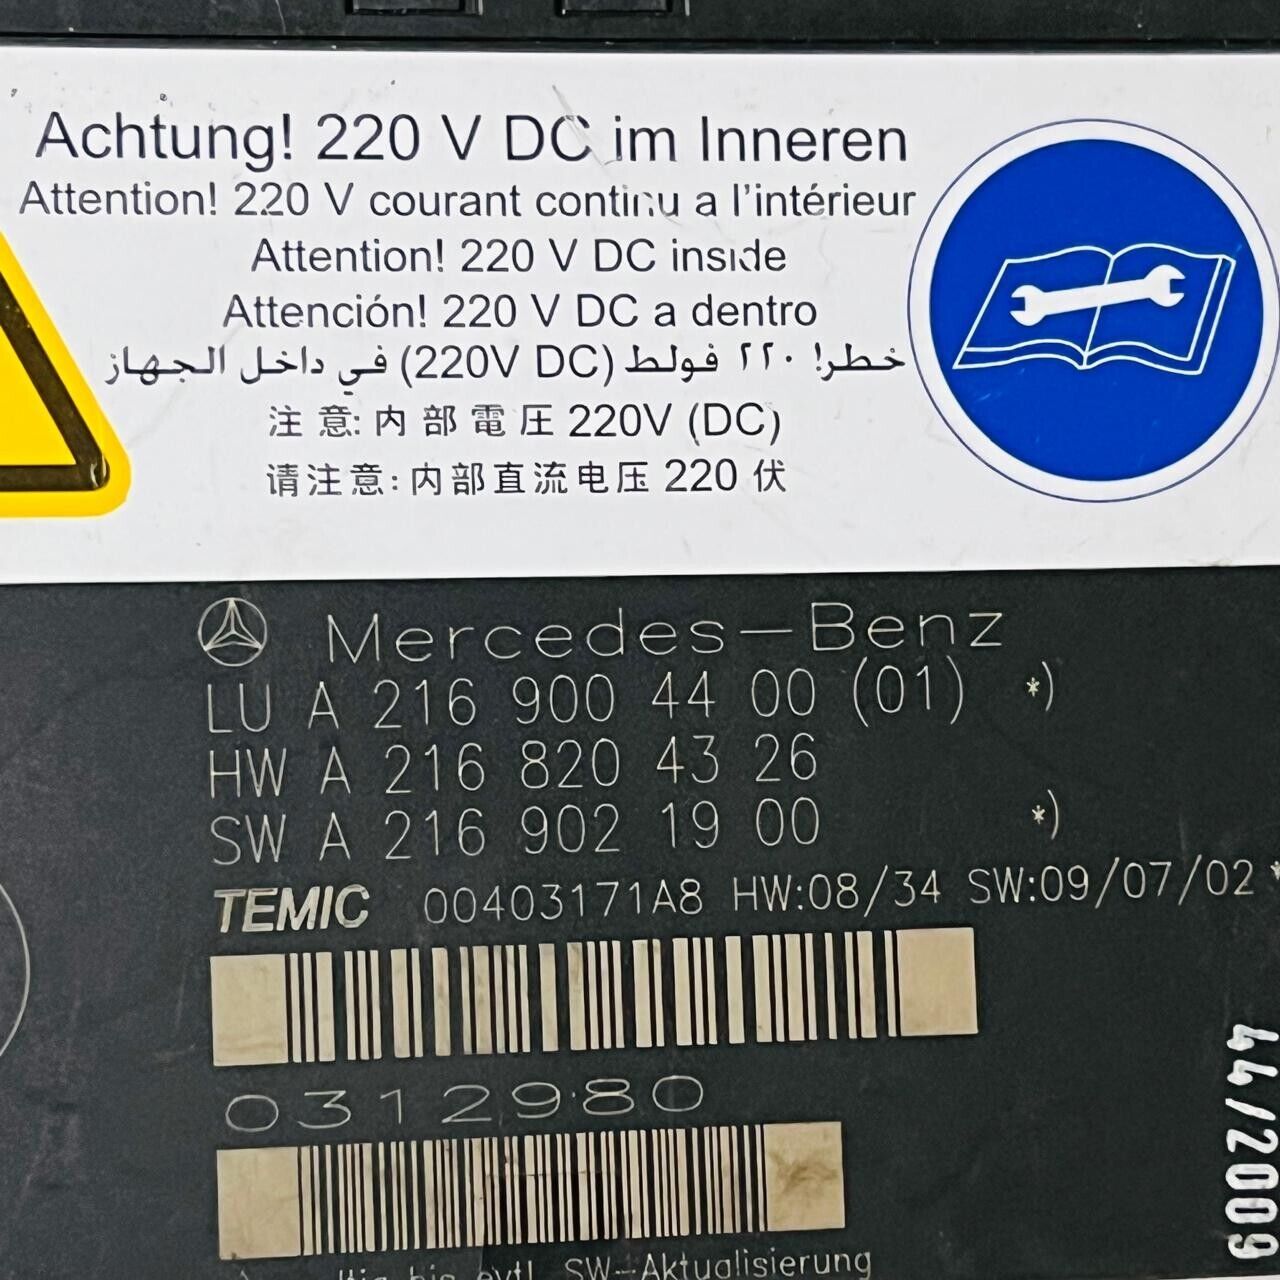 Achtung! 220 V DC im Inneren
Attention! 220 V courant continu a l'intérieur
Attention! 220 V DC inside
Attención! 220 V DC a dentro
خطر! ٢٢٠ فولط (220V DC) في داخل الجهاز
注意: 内部電圧 220V (DC)
请注意: 内部直流电压 220 伏
Mercedes-Benz
LU A 216 900 44 00 (01) *)
HW A 216 820 43 26
SW A 216 902 19 00 *)
TEMIC 00403171A8 HW:08/34 SW:09/07/02 *
0312980
bis evtl. SW-Aktualisierung
44/2009